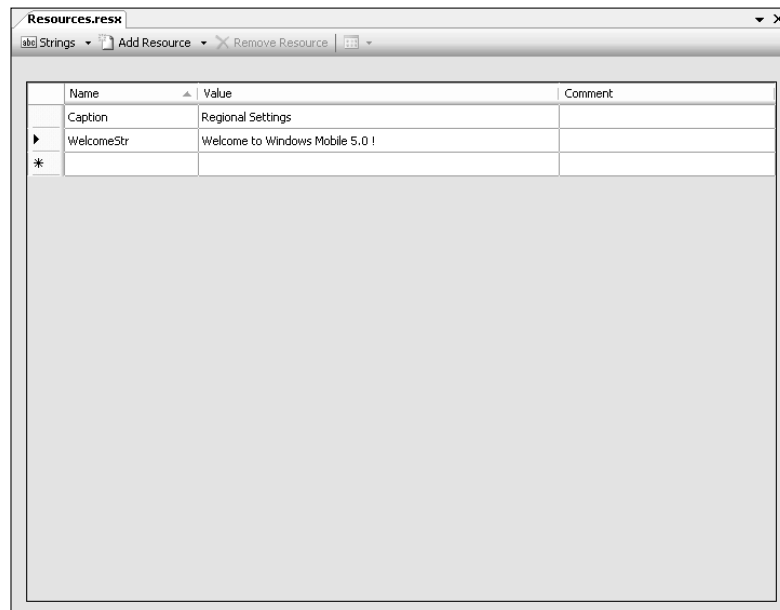 Resources.resx
abc Strings Add Resource Remove Resource
Name Value Comment
Caption Regional Settings
WelcomeStr Welcome to Windows Mobile 5.0 !